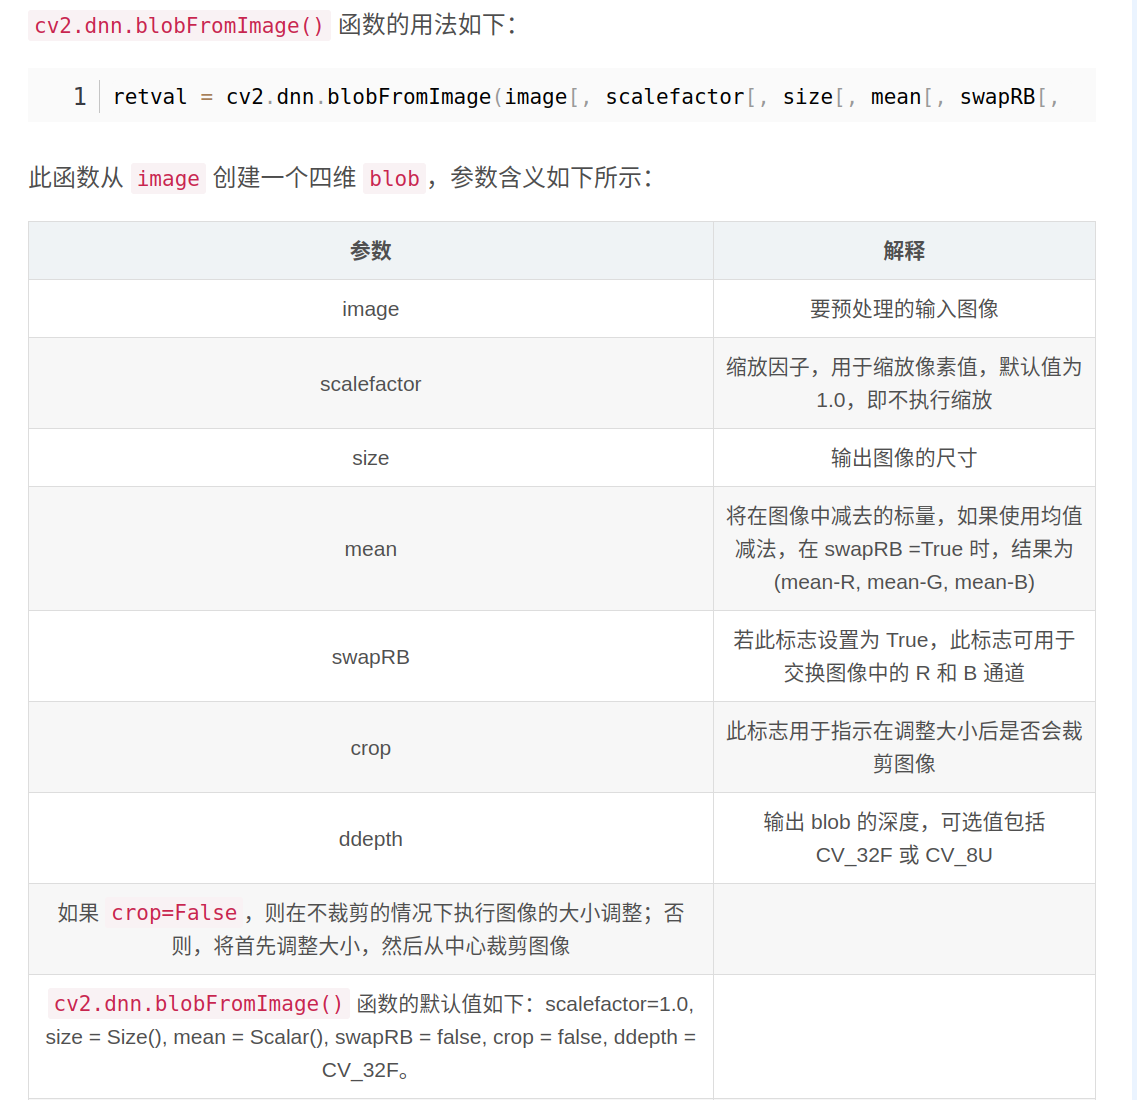 cv2.dnn.blobFromImage() 函数的用法如下：
1 retval = cv2.dnn.blobFromImage(image[, scalefactor[, size[, mean[, swapRB[,
此函数从 image 创建一个四维 blob，参数含义如下所示：
参数 解释
image 要预处理的输入图像
scalefactor
缩放因子，用于缩放像素值，默认值为
1.0，即不执行缩放
size 输出图像的尺寸
mean
将在图像中减去的标量，如果使用均值
减法，在 swapRB =True 时，结果为
(mean-R, mean-G, mean-B)
swapRB
若此标志设置为 True，此标志可用于
交换图像中的 R 和 B 通道
crop
此标志用于指示在调整大小后是否会裁
剪图像
ddepth
输出 blob 的深度，可选值包括
CV_32F 或 CV_8U
如果 crop=False，则在不裁剪的情况下执行图像的大小调整；否
则，将首先调整大小，然后从中心裁剪图像
cv2.dnn.blobFromImage() 函数的默认值如下：scalefactor=1.0,
size = Size(), mean = Scalar(), swapRB = false, crop = false, ddepth =
CV_32F。